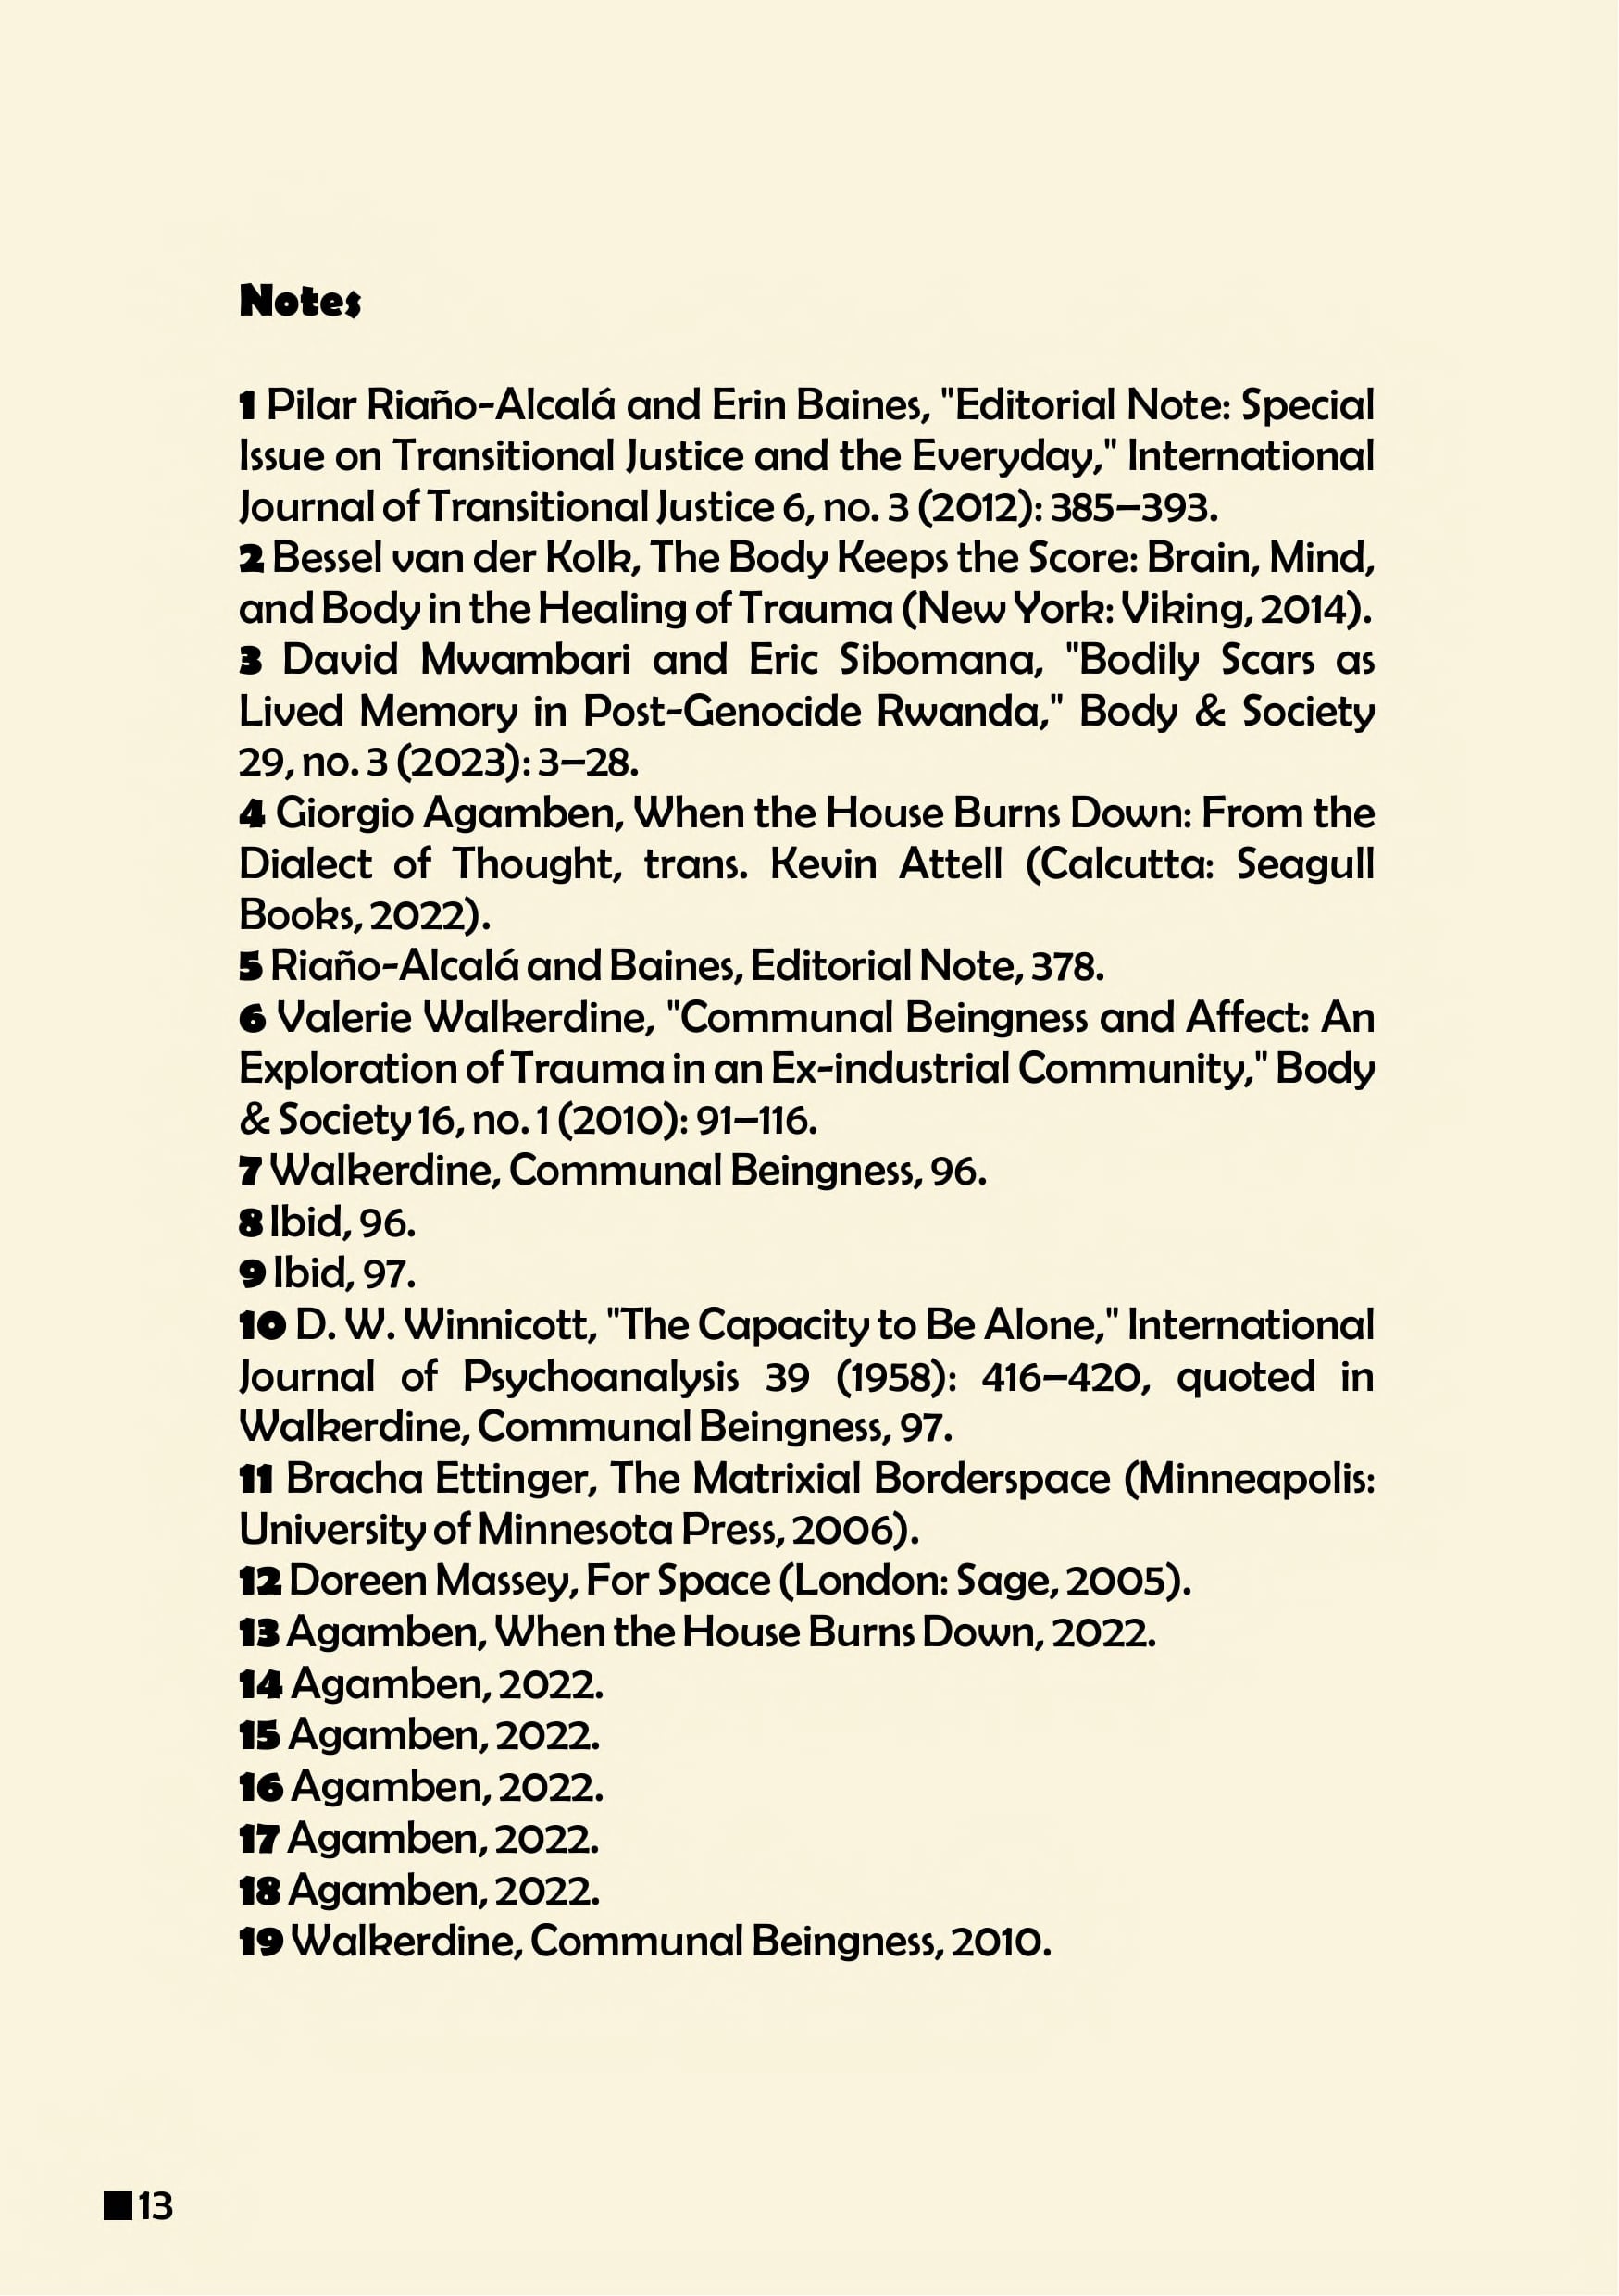 Notes
1 Pilar Riaño-Alcalá and Erin Baines, "Editorial Note: Special
Issue on Transitional Justice and the Everyday," International
Journal of Transitional Justice 6, no. 3 (2012): 385–393.
2 Bessel van der Kolk, The Body Keeps the Score: Brain, Mind,
and Body in the Healing of Trauma (New York: Viking, 2014).
3 David Mwambari and Eric Sibomana, "Bodily Scars as
Lived Memory in Post-Genocide Rwanda," Body & Society
29, no. 3 (2023): 3–28.
4 Giorgio Agamben, When the House Burns Down: From the
Dialect of Thought, trans. Kevin Attell (Calcutta: Seagull
Books, 2022).
5 Riaño-Alcalá and Baines, Editorial Note, 378.
6 Valerie Walkerdine, "Communal Beingness and Affect: An
Exploration of Trauma in an Ex-industrial Community," Body
& Society 16, no. 1 (2010): 91–116.
7 Walkerdine, Communal Beingness, 96.
8 Ibid, 96.
9 Ibid, 97.
10 D. W. Winnicott, "The Capacity to Be Alone," International
Journal of Psychoanalysis 39 (1958): 416–420, quoted in
Walkerdine, Communal Beingness, 97.
11 Bracha Ettinger, The Matrixial Borderspace (Minneapolis:
University of Minnesota Press, 2006).
12 Doreen Massey, For Space (London: Sage, 2005).
13 Agamben, When the House Burns Down, 2022.
14 Agamben, 2022.
15 Agamben, 2022.
16 Agamben, 2022.
17 Agamben, 2022.
18 Agamben, 2022.
19 Walkerdine, Communal Beingness, 2010.
13